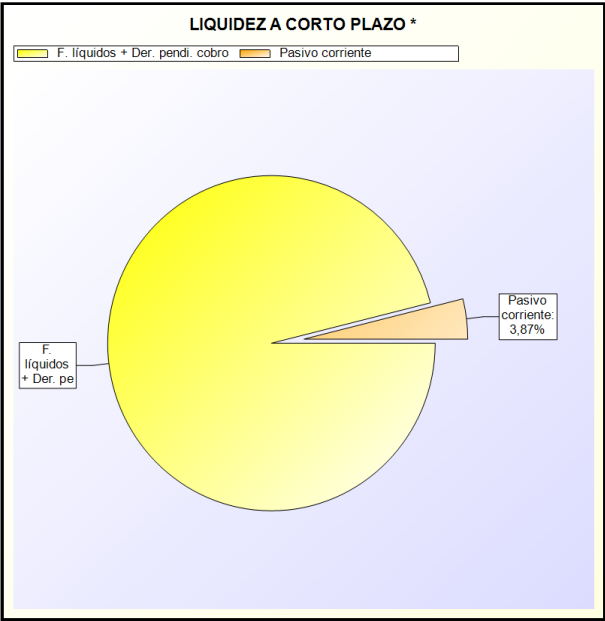 LIQUIDEZ A CORTO PLAZO *
F. líquidos + Der. pendi. cobro Pasivo corriente
Pasivo
corriente:
3,87%
F.
líquidos
+ Der. pe